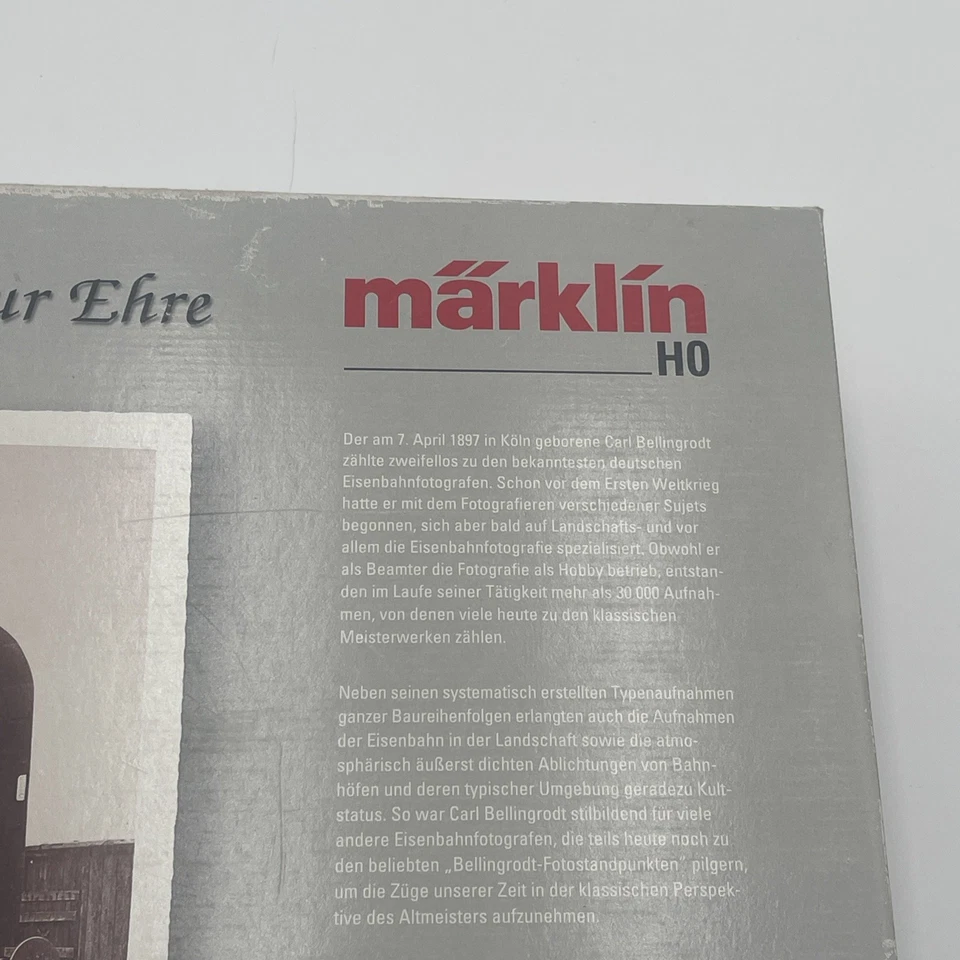 ur Ehre
märklín
H0
Der am 7. April 1897 in Köln geborene Carl Bellingrodt
zählte zweifellos zu den bekanntesten deutschen
Eisenbahnfotografen. Schon vor dem Ersten Weltkrieg
hatte er mit dem Fotografieren verschiedener Sujets
begonnen, sich aber bald auf Landschafts- und vor
allem die Eisenbahnfotografie spezialisiert. Obwohl er
als Beamter die Fotografie als Hobby betrieb, entstan-
den im Laufe seiner Tätigkeit mehr als 30 000 Aufnah-
men, von denen viele heute zu den klassischen
Meisterwerken zählen.
Neben seinen systematisch erstellten Typenaufnahmen
ganzer Baureihenfolgen erlangten auch die Aufnahmen
der Eisenbahn in der Landschaft sowie die atmo-
sphärisch äußerst dichten Ablichtungen von Bahn-
höfen und deren typischer Umgebung geradezu Kult-
status. So war Carl Bellingrodt stilbildend für viele
andere Eisenbahnfotografen, die teils heute noch zu
den beliebten „Bellingrodt-Fotostandpunkten" pilgern,
um die Züge unserer Zeit in der klassischen Perspek-
tive des Altmeisters aufzunehmen.